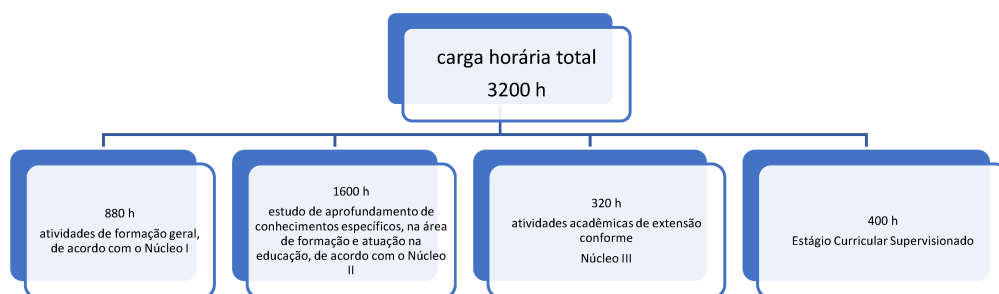 carga horária total
3200 h
880 h
atividades de formação geral,
de acordo com o Núcleo I
1600 h
estudo de aprofundamento de
conhecimentos específicos, na área
de formação e atuação na
educação, de acordo com o Núcleo
II
320 h
atividades acadêmicas de extensão
conforme
Núcleo III
400 h
Estágio Curricular Supervisionado